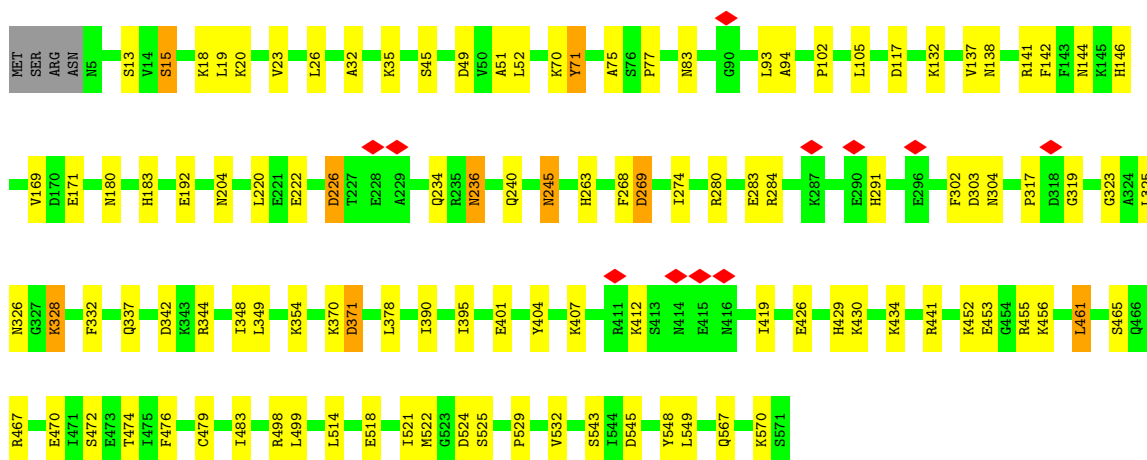 MET SER ARG ASN N5 S13 V14 S15 K18 L19 K20 V23 L26 A32 K35 S45 D49 V50 A51 L52 K70 Y71 A75 S76 P77 N83 G90 L93 A94 P102 L105 D117 K132 V137 N138 R141 F142 F143 N144 K145 H146
V169 D170 E171 N180 H183 E192 N204 L220 E221 E222 D226 T227 E228 A229 Q234 R235 N236 Q240 N245 H263 F268 D269 I274 R280 E283 R284 K287 E290 H291 E296 F302 D303 N304 P317 D318 G319 G323 A324 L325
N326 G327 K328 F332 Q337 D342 K343 R344 I348 L349 K354 K370 D371 L378 I390 I395 E401 Y404 K407 R411 K412 S413 N414 E415 N416 I419 E426 H429 K430 K434 R441 K452 E453 G454 R455 K456 L461 S465 Q466
R467 E470 I471 S472 E473 T474 I475 F476 C479 I483 R498 L499 L514 E518 I521 M522 G523 D524 S525 P529 V532 S543 I544 D545 Y548 L549 Q567 K570 S571